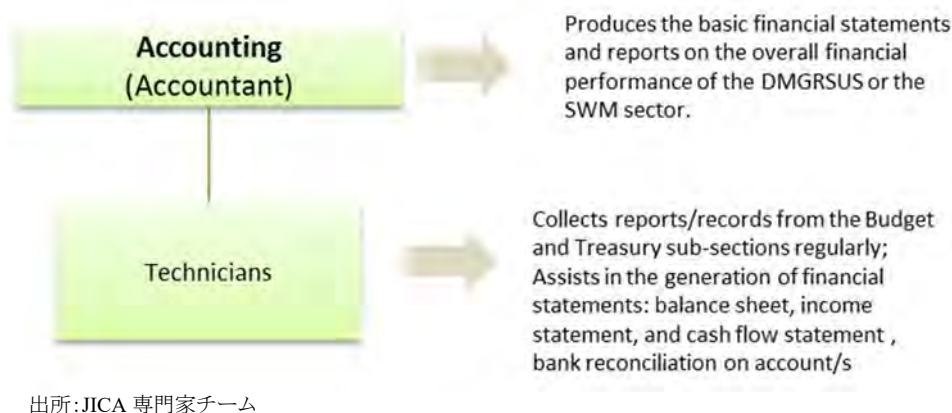 Accounting
(Accountant)
Produces the basic financial statements
and reports on the overall financial
performance of the DMGRSUS or the
SWM sector.
Technicians
Collects reports/records from the Budget
and Treasury sub-sections regularly;
Assists in the generation of financial
statements: balance sheet, income
statement, and cash flow statement ,
bank reconciliation on account/s
出所：JICA 専門家チーム